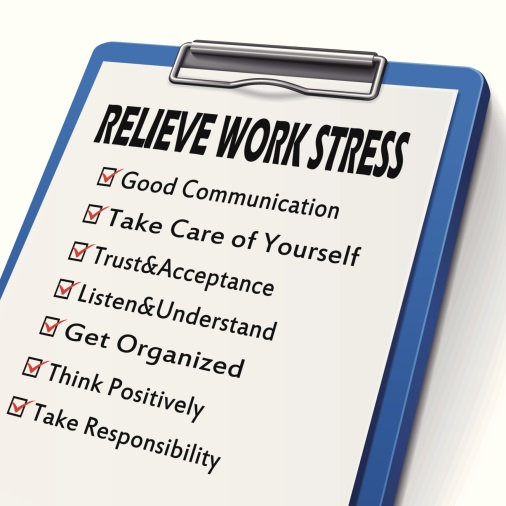 RELIEVE WORK STRESS
Good Communication
Take Care of Yourself
Trust&Acceptance
Listen&Understand
Get Organized
Think Positively
Take Responsibility